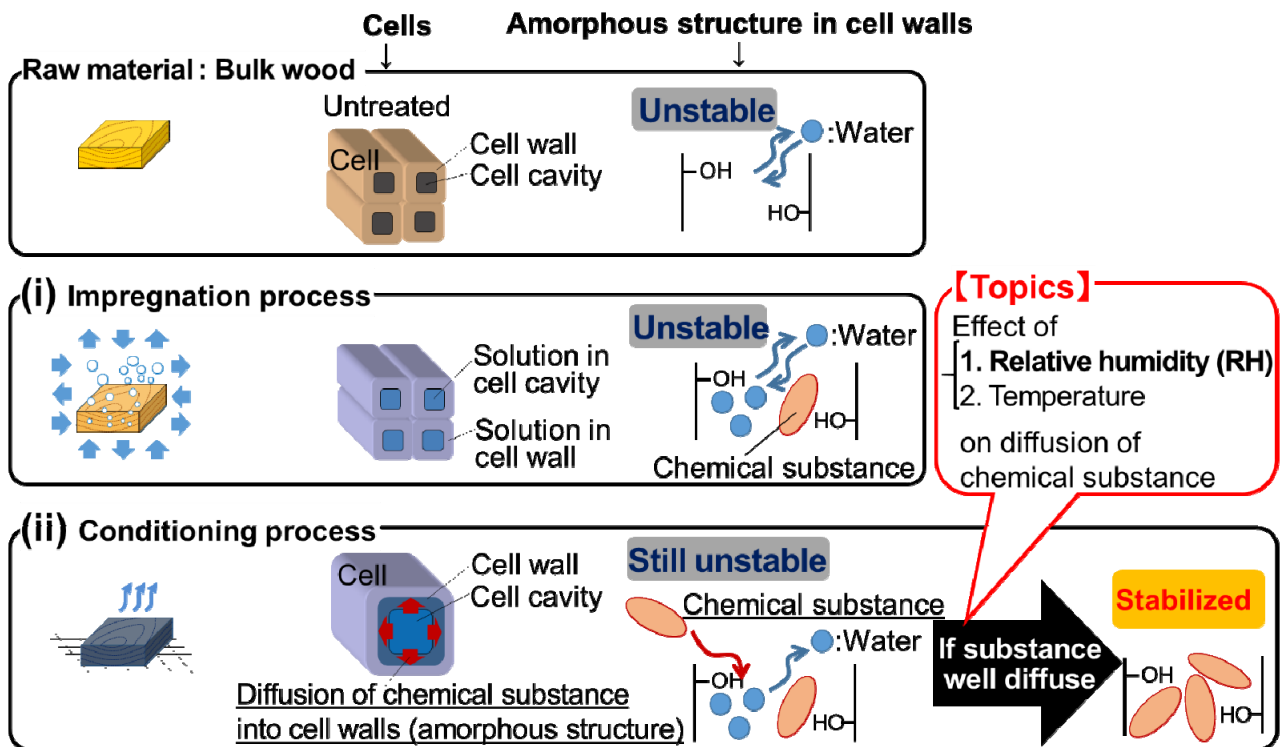 Cells
Amorphous structure in cell walls
Raw material : Bulk wood
Untreated
Cell
Cell wall
Cell cavity
Unstable
:Water
-OH
HO
(i) Impregnation process
Solution in
cell cavity
Solution in
cell wall
Unstable
:Water
-OH
HO
Chemical substance
【Topics】
Effect of
1. Relative humidity (RH)
2. Temperature
on diffusion of
chemical substance
(ii) Conditioning process
Cell
Cell wall
Cell cavity
Diffusion of chemical substance
into cell walls (amorphous structure)
Still unstable
Chemical substance
:Water
-OH
HO
If substance
well diffuse
Stabilized
-OH
HO